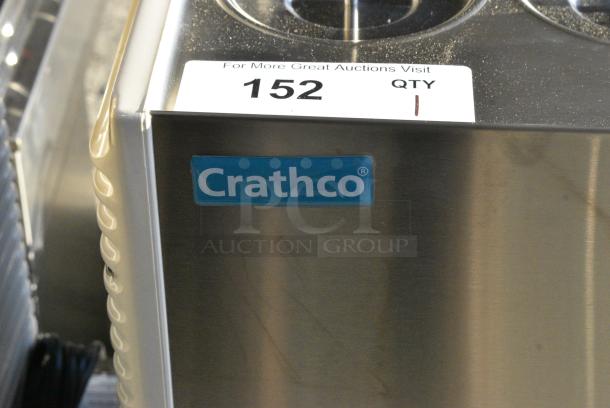 For More Great Auctions Visit
152 QTY
1
Crathco®
PCI
AUCTION GROUP